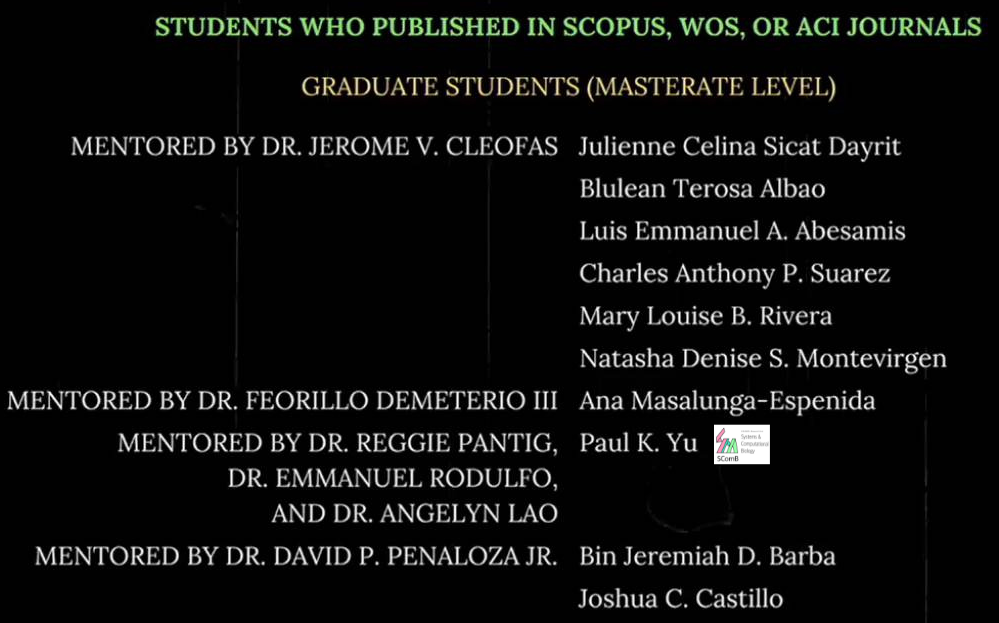 STUDENTS WHO PUBLISHED IN SCOPUS, WOS, OR ACI JOURNALS
GRADUATE STUDENTS (MASTERATE LEVEL)
MENTORED BY DR. JEROME V. CLEOFAS Julienne Celina Sicat Dayrit
Blulean Terosa Albao
Luis Emmanuel A. Abesamis
Charles Anthony P. Suarez
Mary Louise B. Rivera
Natasha Denise S. Montevirgen
MENTORED BY DR. FEORILLO DEMETERIO III Ana Masalunga-Espenida
MENTORED BY DR. REGGIE PANTIG, Paul K. Yu
DR. EMMANUEL RODULFO,
AND DR. ANGELYN LAO
Systems &
Computational
Biology
SComB
MENTORED BY DR. DAVID P. PENALOZA JR. Bin Jeremiah D. Barba
Joshua C. Castillo